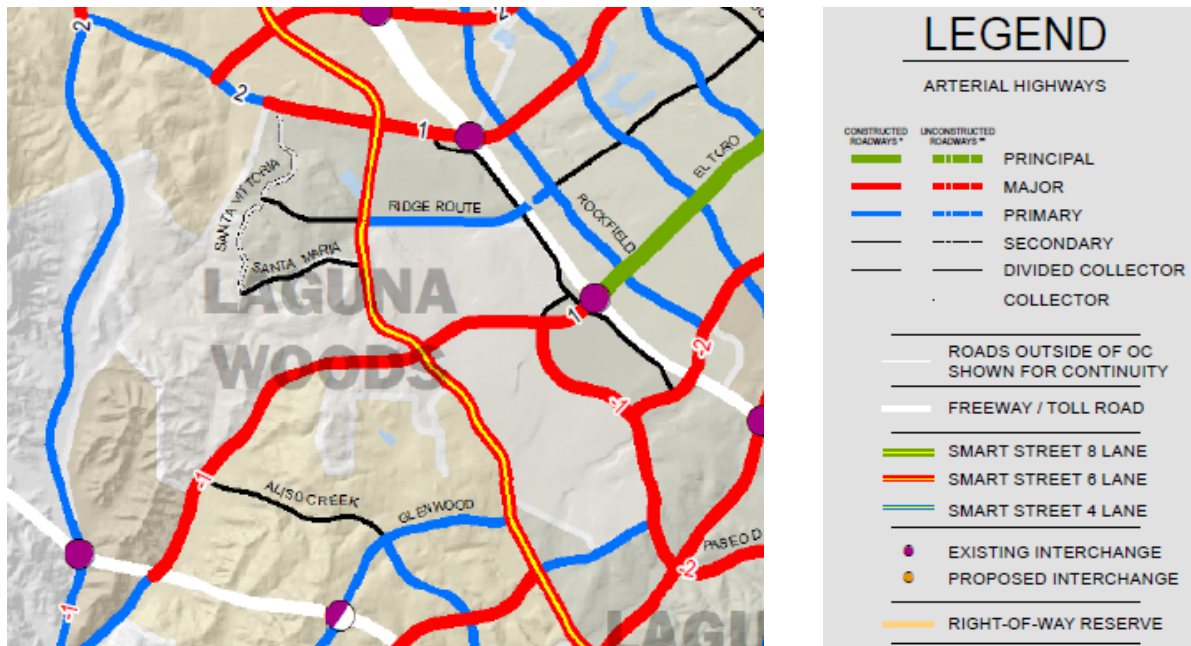 2
2
2
1
SANTA VITTORIA
RIDGE ROUTE
ROCKFIELD
EL TORO
SANTA MARIA
LAGUNA
WOODS
1
-2
-1
-1
ALISO CREEK
GLENWOOD
PASEO D
-2
-1
LAGU
LEGEND
ARTERIAL HIGHWAYS
CONSTRUCTED ROADWAYS * UNCONSTRUCTED ROADWAYS **
PRINCIPAL
MAJOR
PRIMARY
SECONDARY
DIVIDED COLLECTOR
COLLECTOR
ROADS OUTSIDE OF OC
SHOWN FOR CONTINUITY
FREEWAY / TOLL ROAD
SMART STREET 8 LANE
SMART STREET 6 LANE
SMART STREET 4 LANE
EXISTING INTERCHANGE
PROPOSED INTERCHANGE
RIGHT-OF-WAY RESERVE